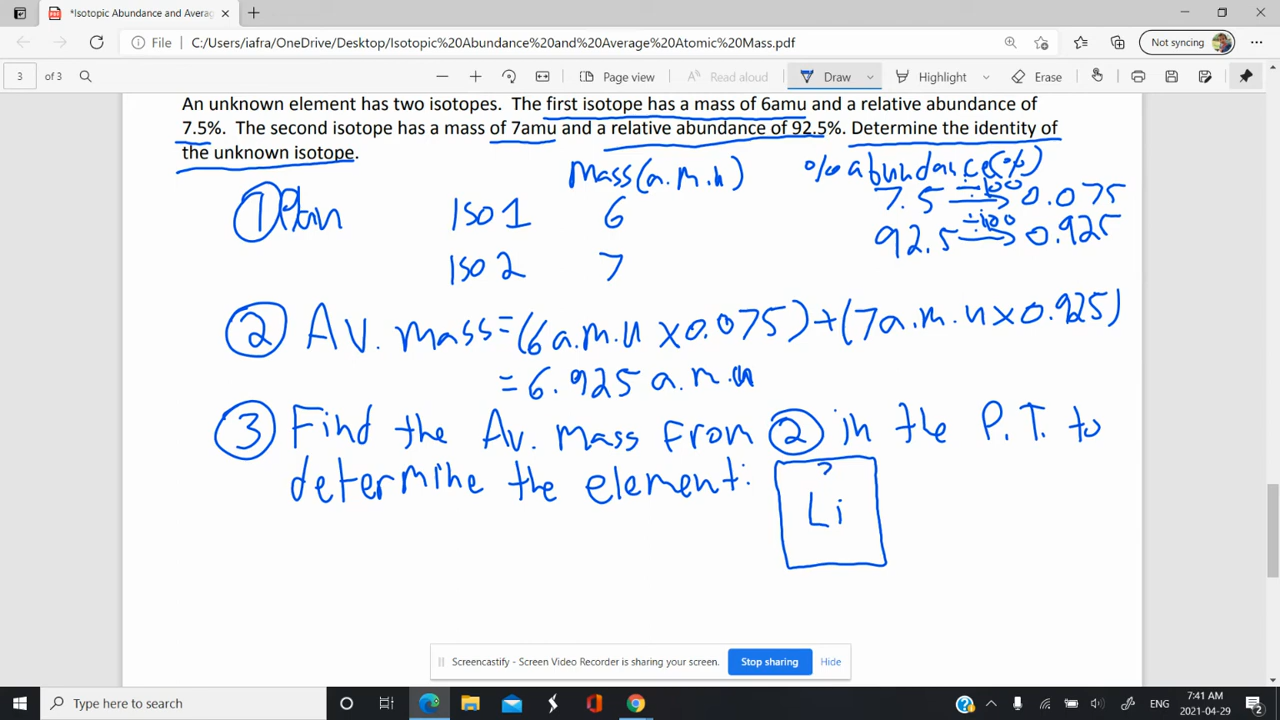 *Isotopic Abundance and Averag
File C:/Users/iafra/OneDrive/Desktop/Isotopic%20Abundance%20and%20Average%20Atomic%20Mass.pdf
Not syncing
3 of 3 Page view Read aloud Draw Highlight Erase
An unknown element has two isotopes. The first isotope has a mass of 6amu and a relative abundance of
7.5%. The second isotope has a mass of 7amu and a relative abundance of 92.5%. Determine the identity of
the unknown isotope.
Mass(a.m.u) % abundance(%)
① Plan Iso 1 6 7.5 ÷100 0.075
Iso 2 7 92.5 ÷100 0.925
② Av. mass=(6a.m.u x0.075)+(7a.m.u x 0.925)
= 6.925 a.m.u
③ Find the Av. mass from ② in the P.T. to
determine the element:
Li
Screencastify - Screen Video Recorder is sharing your screen. Stop sharing Hide
Type here to search
ENG
7:41 AM
2021-04-29
2